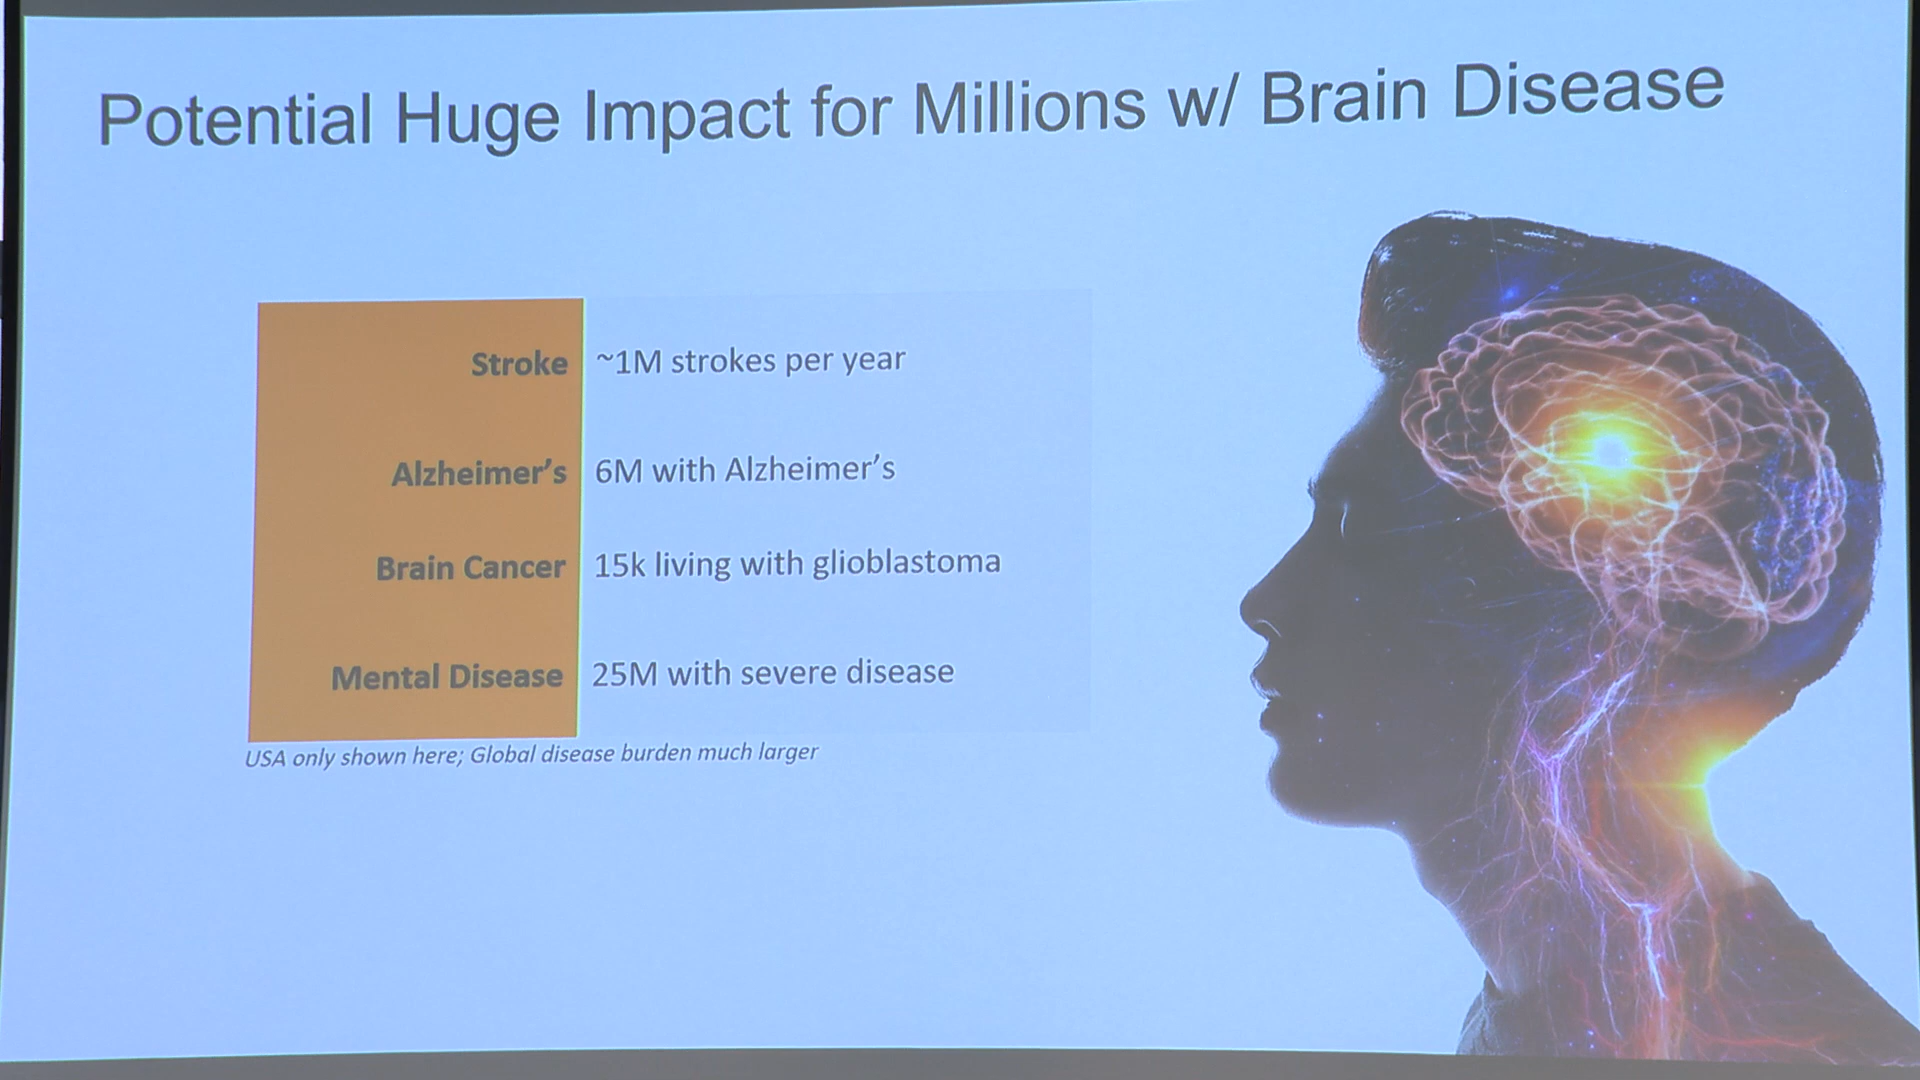 Potential Huge Impact for Millions w/ Brain Disease
Stroke ~1M strokes per year
Alzheimer’s 6M with Alzheimer’s
Brain Cancer 15k living with glioblastoma
Mental Disease 25M with severe disease
USA only shown here; Global disease burden much larger